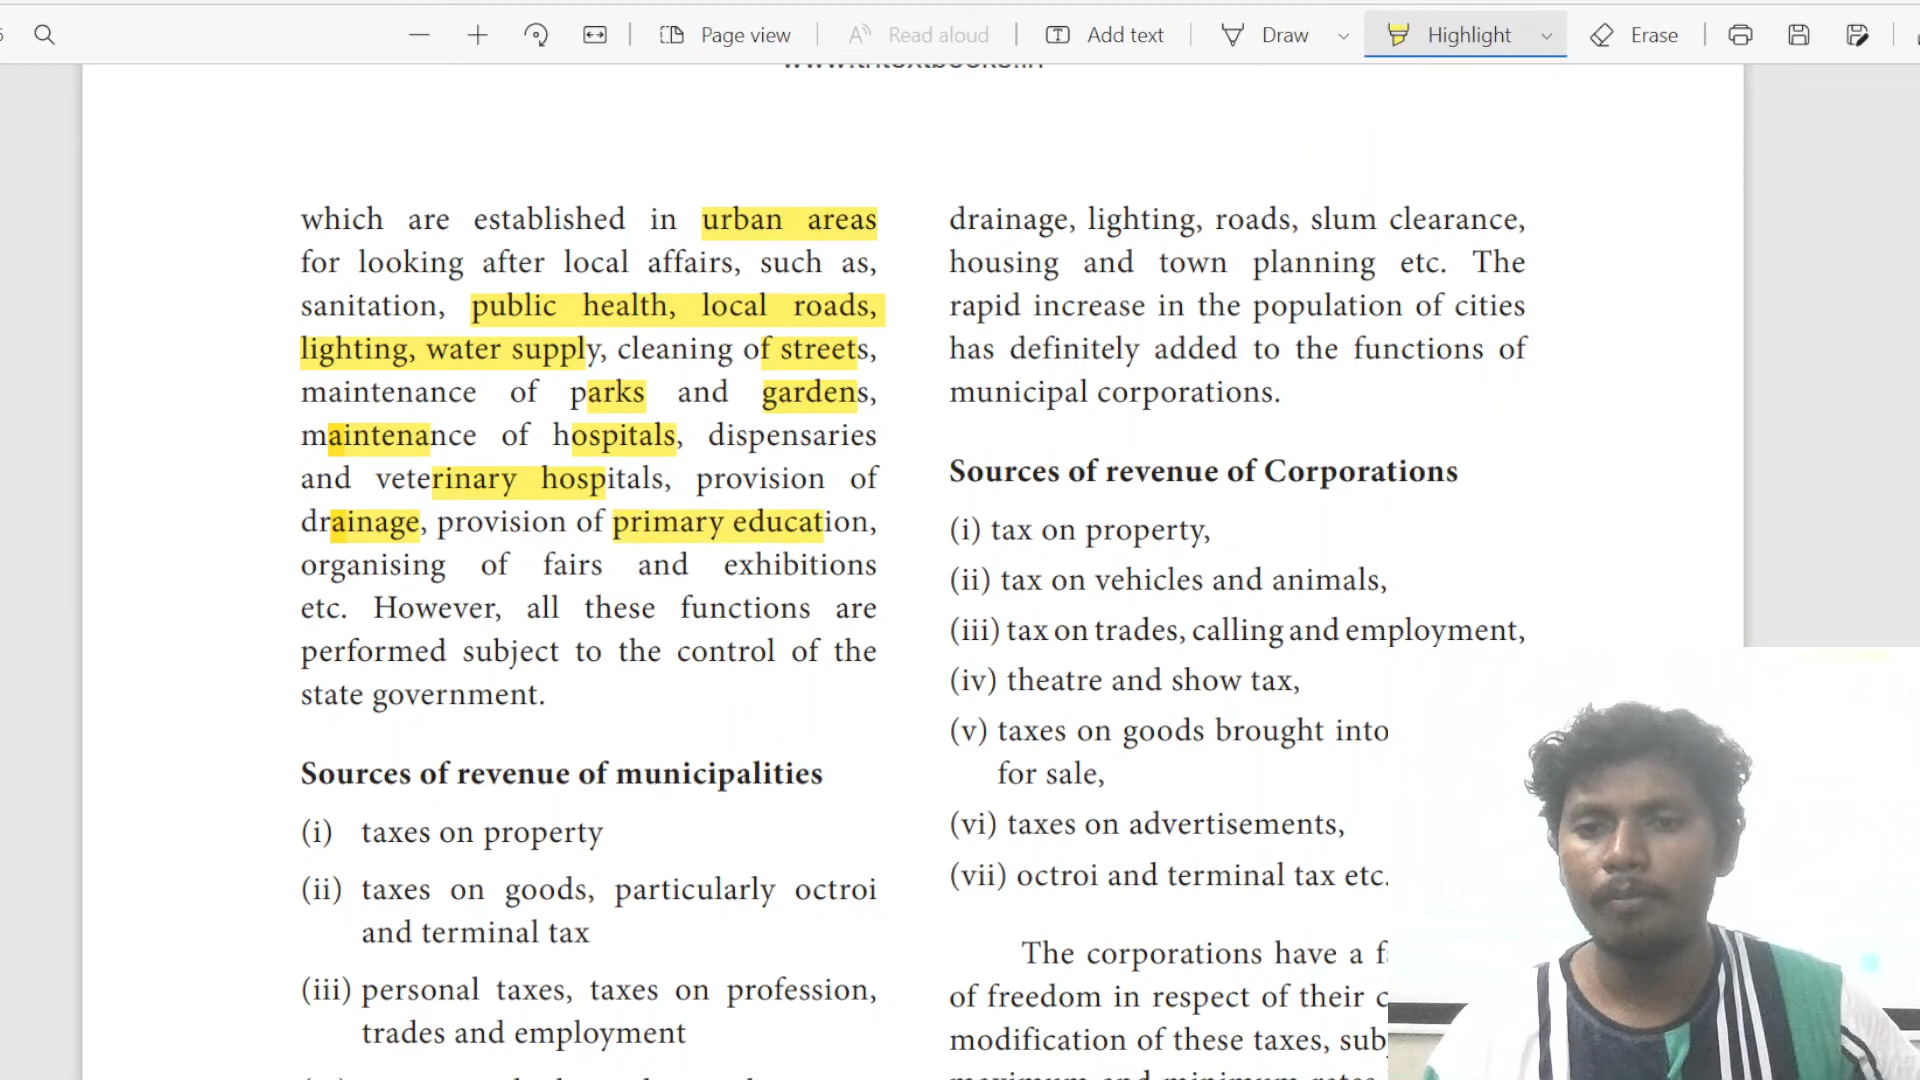 Page view
Read aloud
Add text
Draw
Highlight
Erase
which are established in urban areas
for looking after local affairs, such as,
sanitation, public health, local roads,
lighting, water supply, cleaning of streets,
maintenance of parks and gardens,
maintenance of hospitals, dispensaries
and veterinary hospitals, provision of
drainage, provision of primary education,
organising of fairs and exhibitions
etc. However, all these functions are
performed subject to the control of the
state government.
Sources of revenue of municipalities
(i) taxes on property
(ii) taxes on goods, particularly octroi
and terminal tax
(iii) personal taxes, taxes on profession,
trades and employment
drainage, lighting, roads, slum clearance,
housing and town planning etc. The
rapid increase in the population of cities
has definitely added to the functions of
municipal corporations.
Sources of revenue of Corporations
(i) tax on property,
(ii) tax on vehicles and animals,
(iii) tax on trades, calling and employment,
(iv) theatre and show tax,
(v) taxes on goods brought into
for sale,
(vi) taxes on advertisements,
(vii) octroi and terminal tax etc.
The corporations have a
of freedom in respect of their
modification of these taxes,